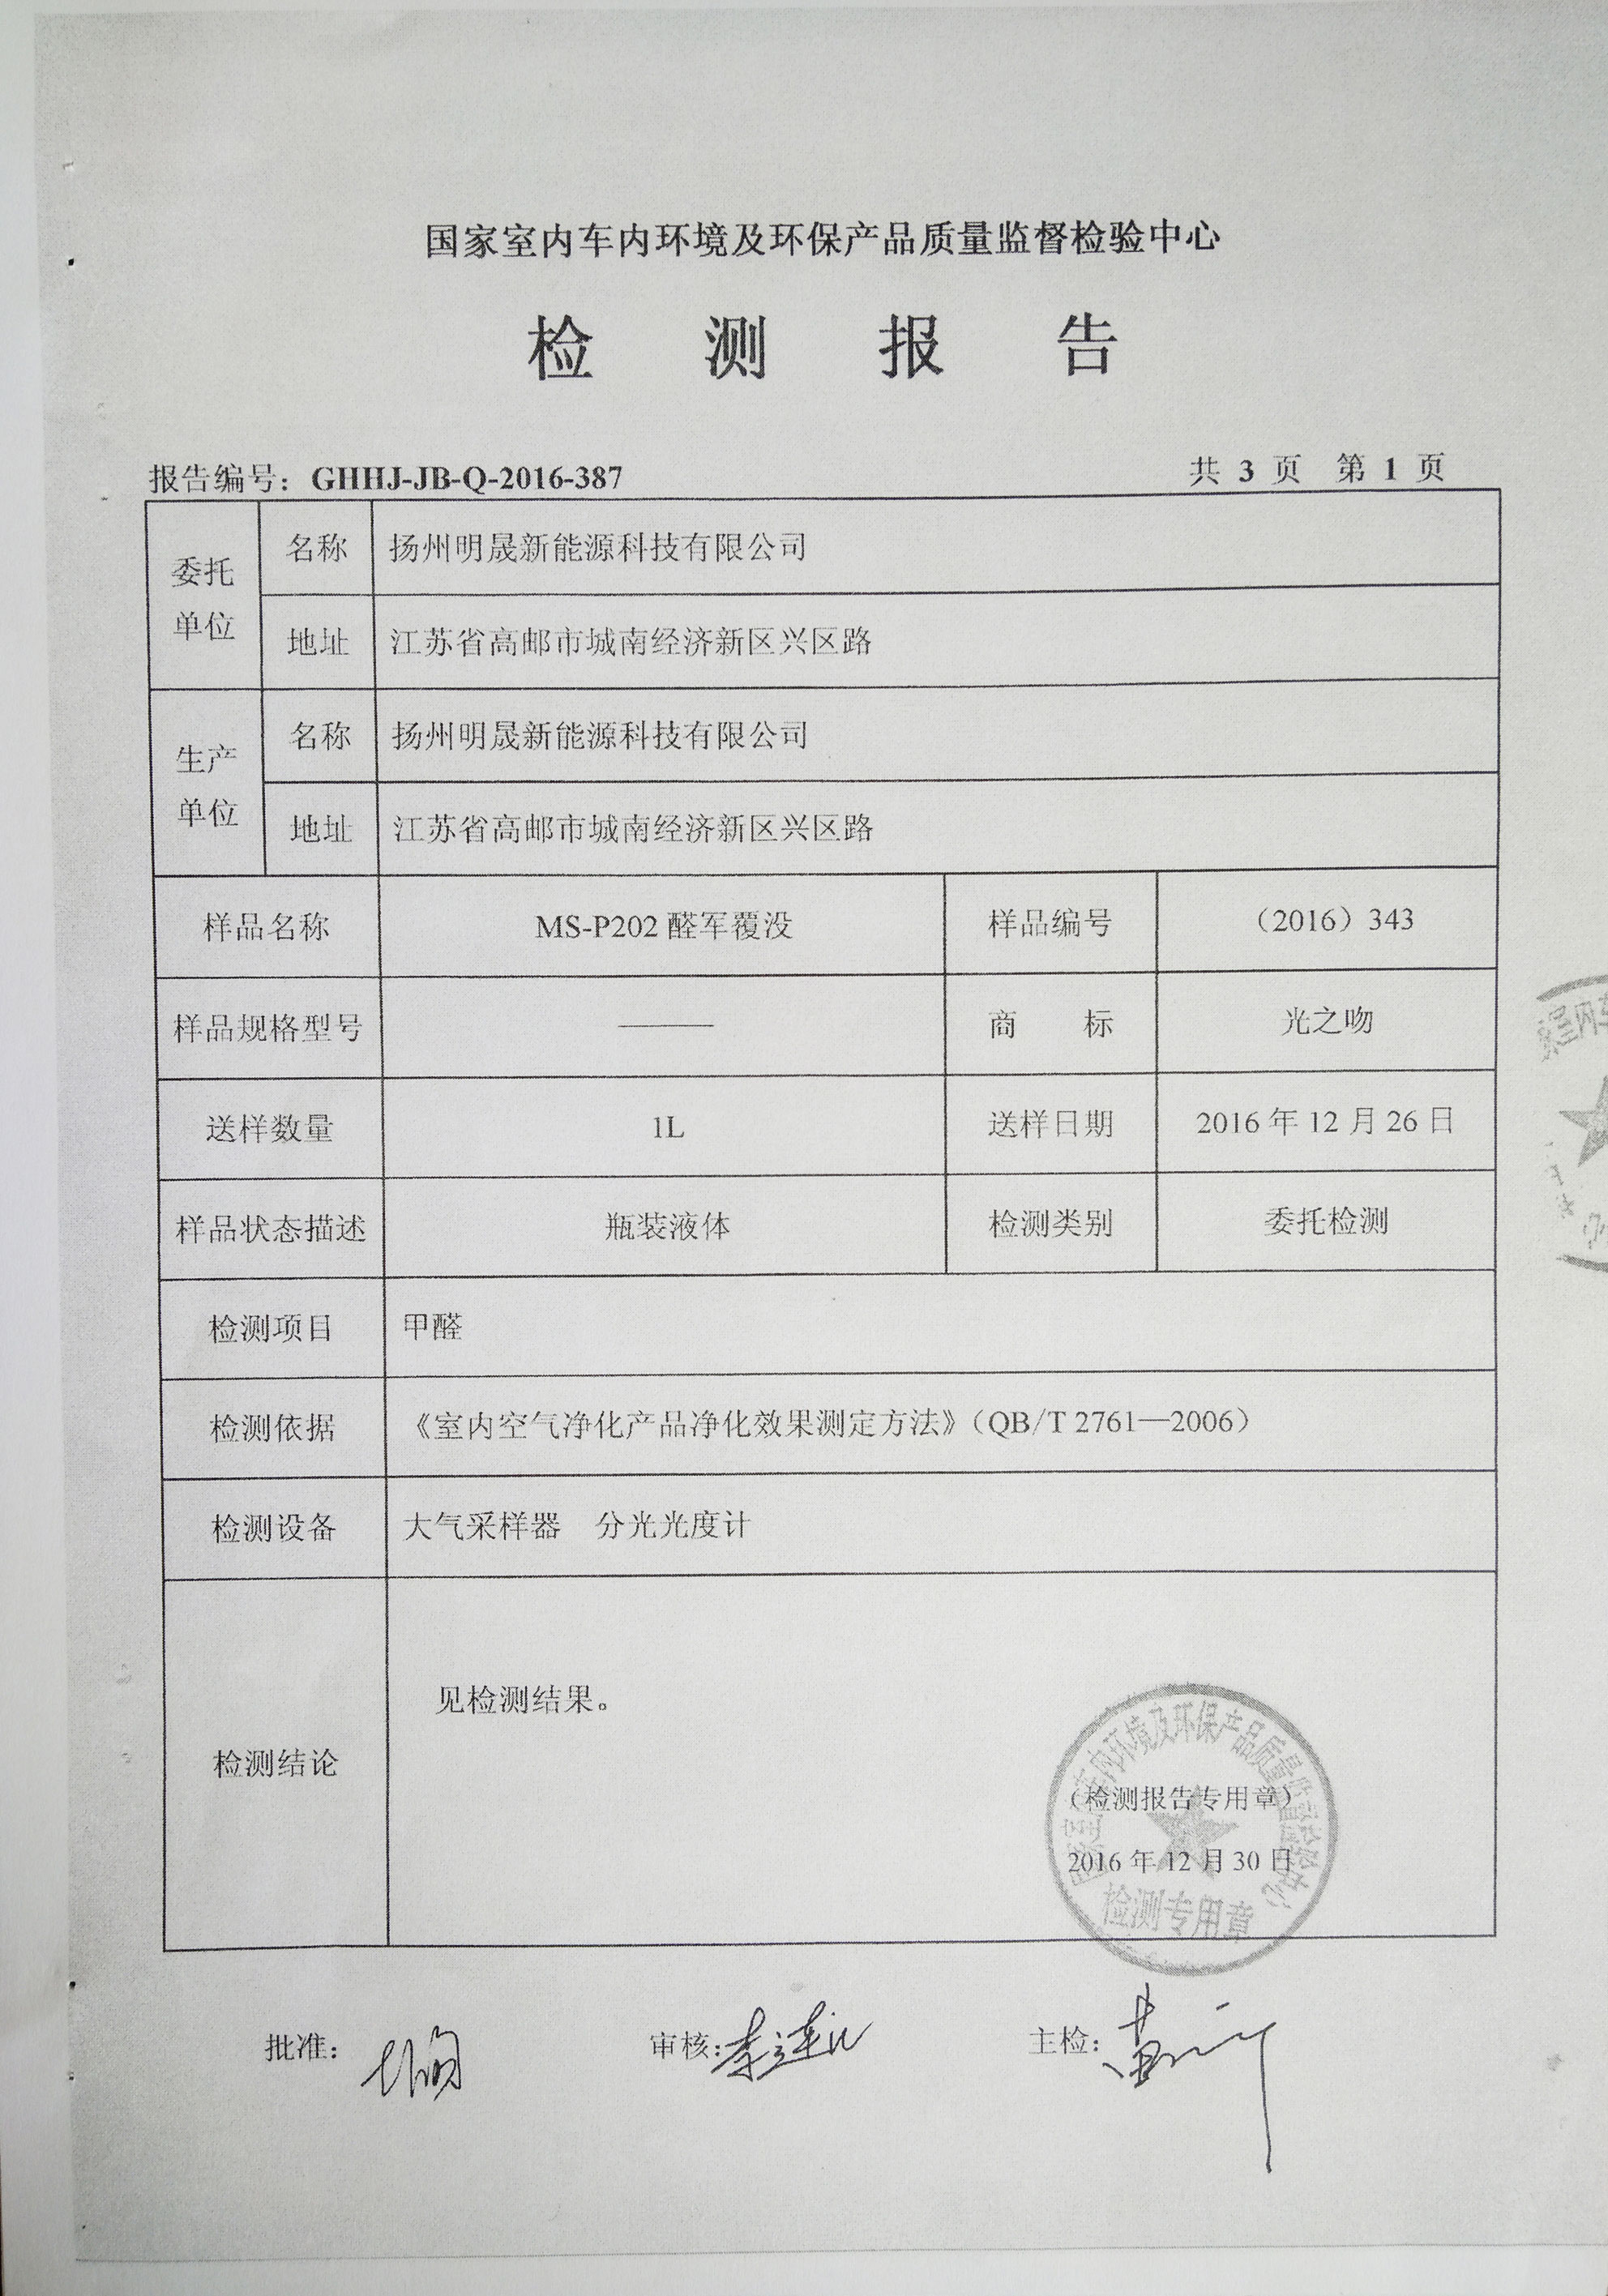 国家室内车内环境及环保产品质量监督检验中心
检 测 报 告
报告编号：GHHJ-JB-Q-2016-387 共 3 页 第 1 页
委托单位 名称 扬州明晟新能源科技有限公司
地址 江苏省高邮市城南经济新区兴区路
生产单位 名称 扬州明晟新能源科技有限公司
地址 江苏省高邮市城南经济新区兴区路
样品名称 MS-P202 醛军覆没 样品编号 （2016）343
样品规格型号 —— 商 标 光之吻
送样数量 1L 送样日期 2016 年 12 月 26 日
样品状态描述 瓶装液体 检测类别 委托检测
检测项目 甲醛
检测依据 《室内空气净化产品净化效果测定方法》（QB/T 2761—2006）
检测设备 大气采样器 分光光度计
检测结论 见检测结果。
国家室内车内环境及环保产品质量监督检验中心
（检测报告专用章）
2016 年 12 月 30 日
检测专用章
批准： 审核： 主检：